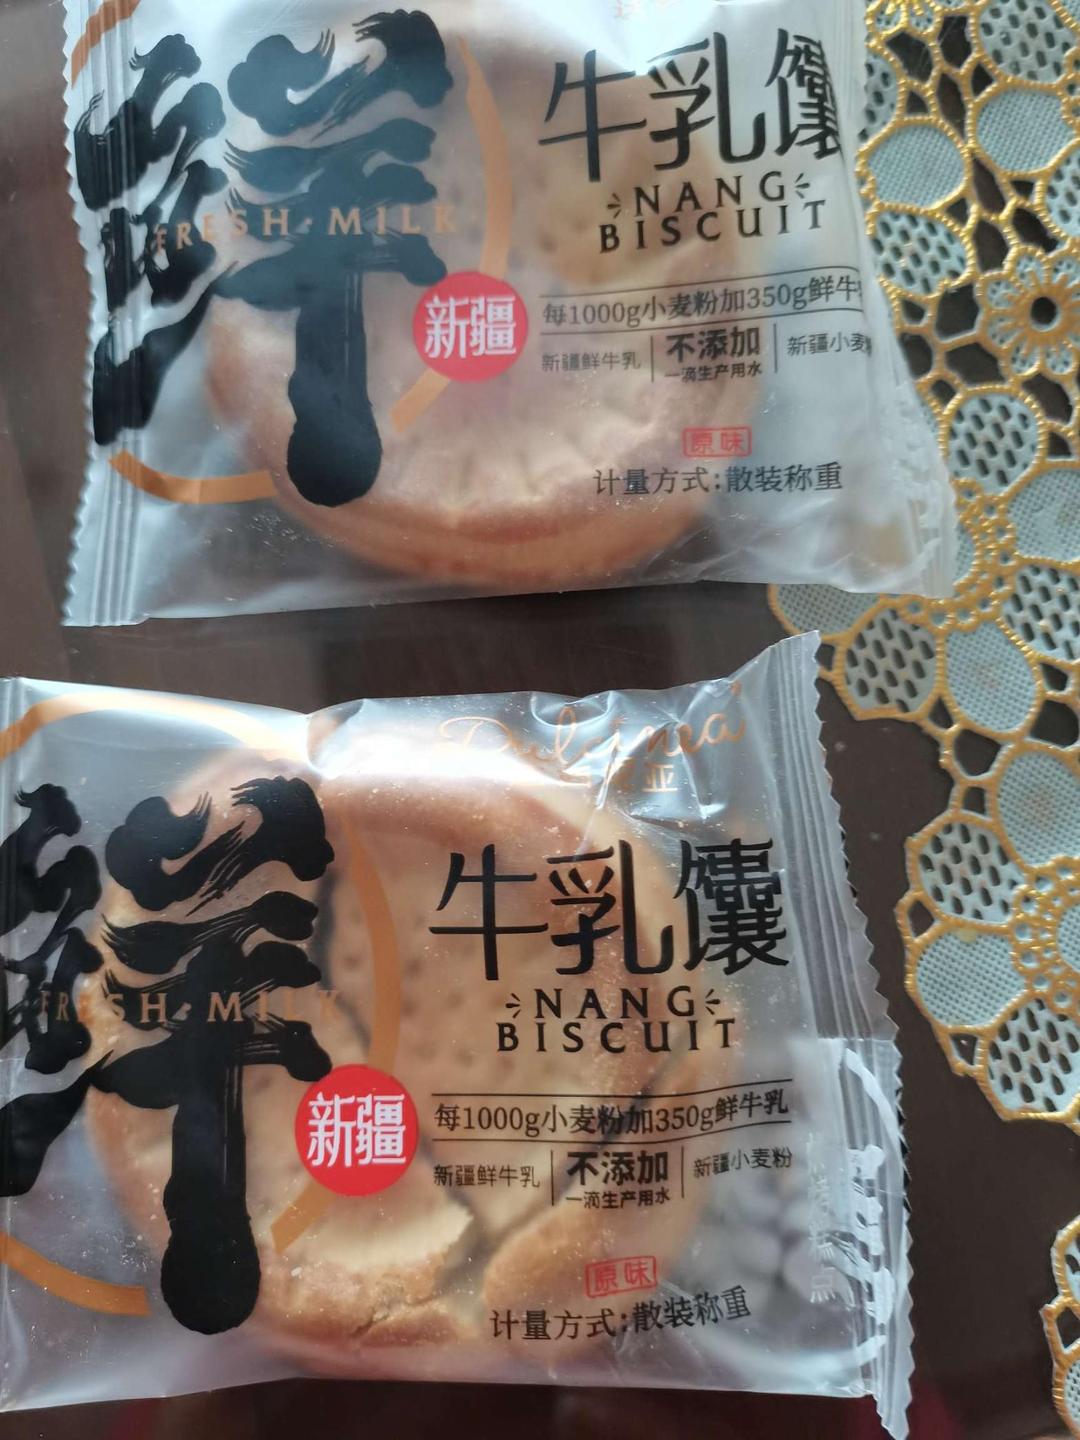 鲜
FRESH·MILK
牛乳馕
NANG
BISCUIT
新疆
每1000g小麦粉加350g鲜牛
新疆鲜牛乳
不添加
一滴生产用水
新疆小麦
原味
计量方式:散装称重
Dulcinea
亚
鲜
FRESH·MILK
牛乳馕
NANG
BISCUIT
新疆
每1000g小麦粉加350g鲜牛乳
新疆鲜牛乳
不添加
一滴生产用水
新疆小麦粉
原味
计量方式:散装称重